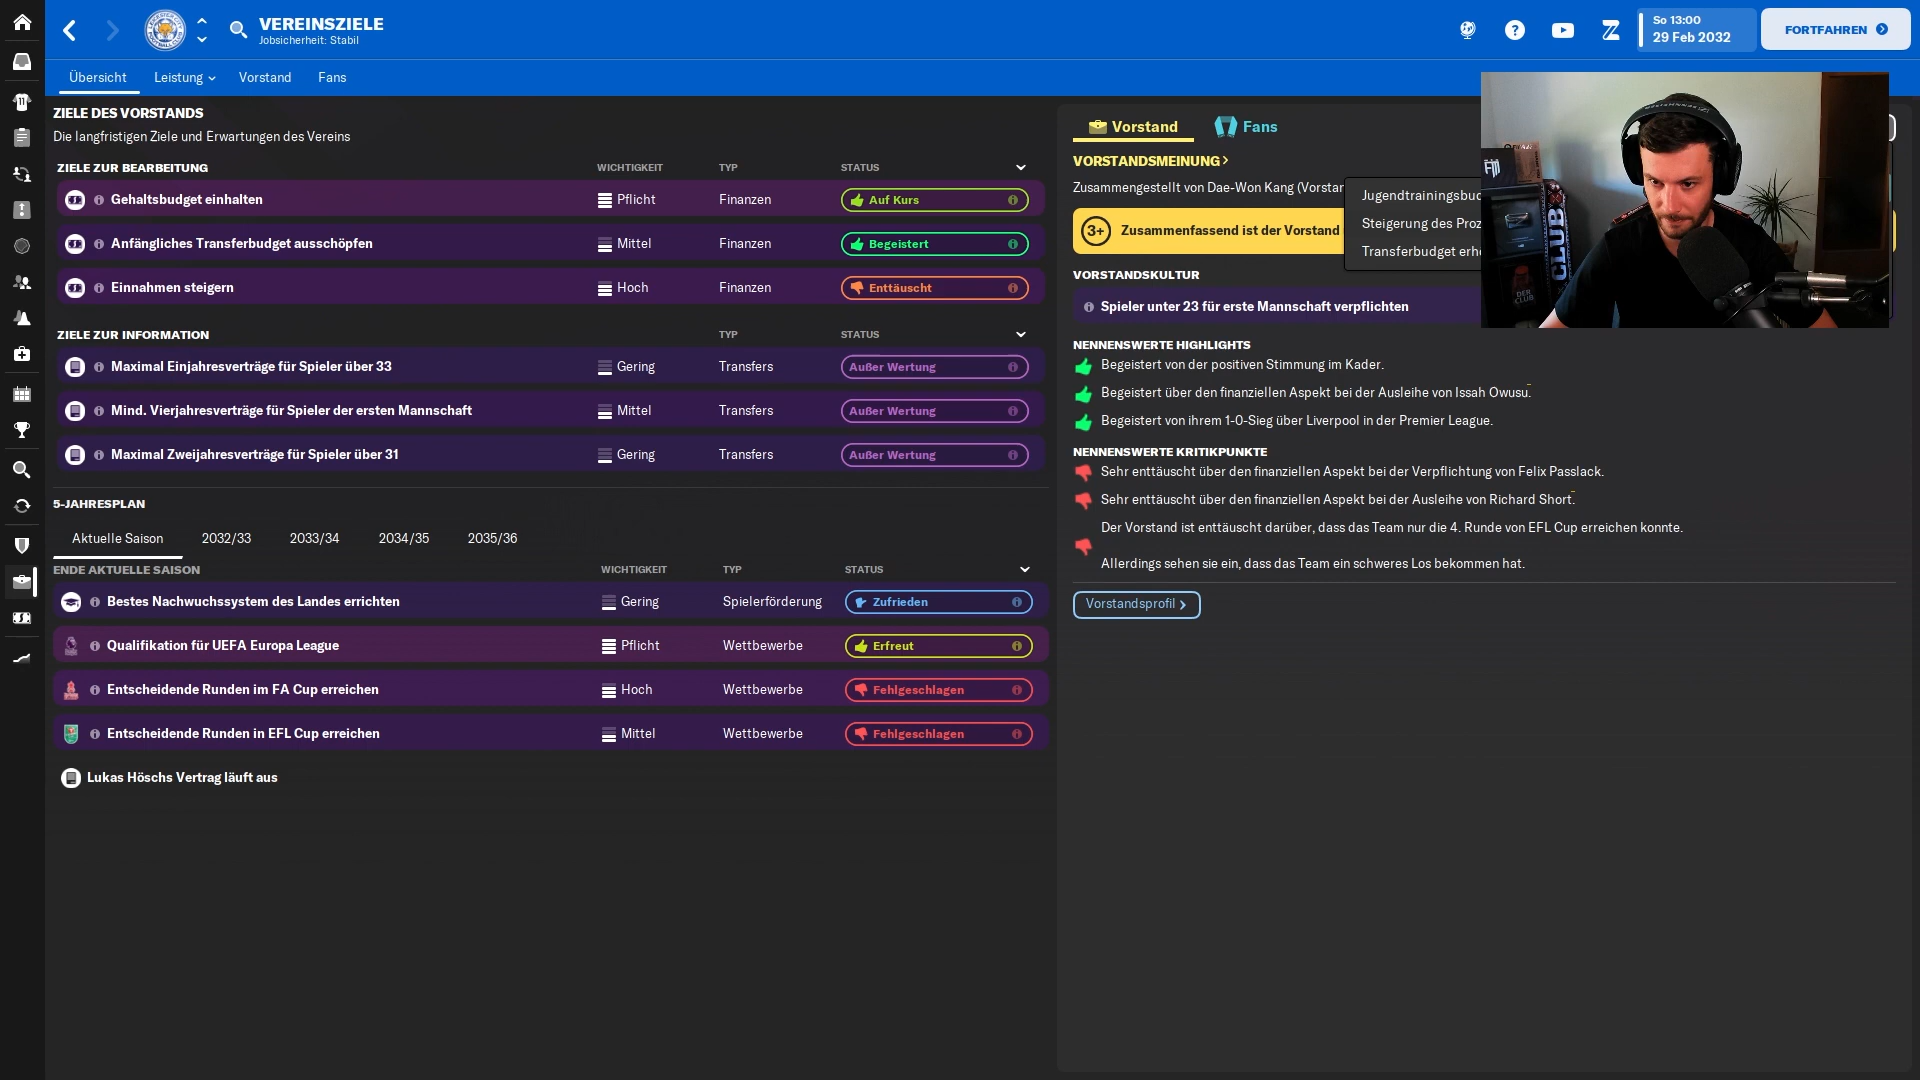 VEREINSZIELE
Jobsicherheit: Stabil
So 13:00
29 Feb 2032
FORTFAHREN
Übersicht
Leistung
Vorstand
Fans
ZIELE DES VORSTANDS
Die langfristigen Ziele und Erwartungen des Vereins
ZIELE ZUR BEARBEITUNG WICHTIGKEIT TYP STATUS
Gehaltsbudget einhalten Pflicht Finanzen Auf Kurs
Anfängliches Transferbudget ausschöpfen Mittel Finanzen Begeistert
Einnahmen steigern Hoch Finanzen Enttäuscht
ZIELE ZUR INFORMATION TYP STATUS
Maximal Einjahresverträge für Spieler über 33 Gering Transfers Außer Wertung
Mind. Vierjahresverträge für Spieler der ersten Mannschaft Mittel Transfers Außer Wertung
Maximal Zweijahresverträge für Spieler über 31 Gering Transfers Außer Wertung
5-JAHRESPLAN
Aktuelle Saison 2032/33 2033/34 2034/35 2035/36
ENDE AKTUELLE SAISON WICHTIGKEIT TYP STATUS
Bestes Nachwuchssystem des Landes errichten Gering Spielerförderung Zufrieden
Qualifikation für UEFA Europa League Pflicht Wettbewerbe Erfreut
Entscheidende Runden im FA Cup erreichen Hoch Wettbewerbe Fehlgeschlagen
Entscheidende Runden in EFL Cup erreichen Mittel Wettbewerbe Fehlgeschlagen
Lukas Höschs Vertrag läuft aus
Vorstand Fans
VORSTANDSMEINUNG
Zusammengestellt von Dae-Won Kang (Vorstan
3+ Zusammenfassend ist der Vorstand
Jugendtrainingsbud
Steigerung des Proz
Transferbudget erhö
VORSTANDSKULTUR
Spieler unter 23 für erste Mannschaft verpflichten
NENNENSWERTE HIGHLIGHTS
Begeistert von der positiven Stimmung im Kader.
Begeistert über den finanziellen Aspekt bei der Ausleihe von Issah Owusu.
Begeistert von ihrem 1-0-Sieg über Liverpool in der Premier League.
NENNENSWERTE KRITIKPUNKTE
Sehr enttäuscht über den finanziellen Aspekt bei der Verpflichtung von Felix Passlack.
Sehr enttäuscht über den finanziellen Aspekt bei der Ausleihe von Richard Short.
Der Vorstand ist enttäuscht darüber, dass das Team nur die 4. Runde von EFL Cup erreichen konnte.
Allerdings sehen sie ein, dass das Team ein schweres Los bekommen hat.
Vorstandsprofil
CLUB
DER
CLUB